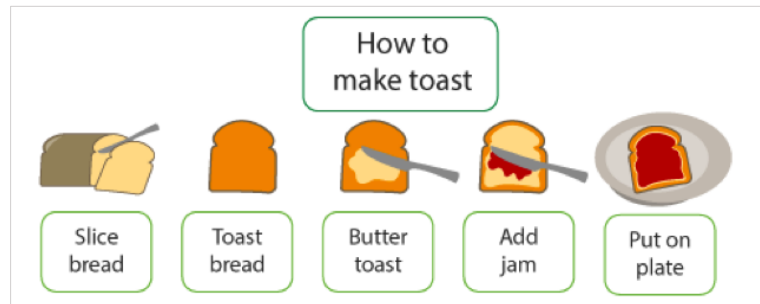 How to
make toast
Slice
bread
Toast
bread
Butter
toast
Add
jam
Put on
plate